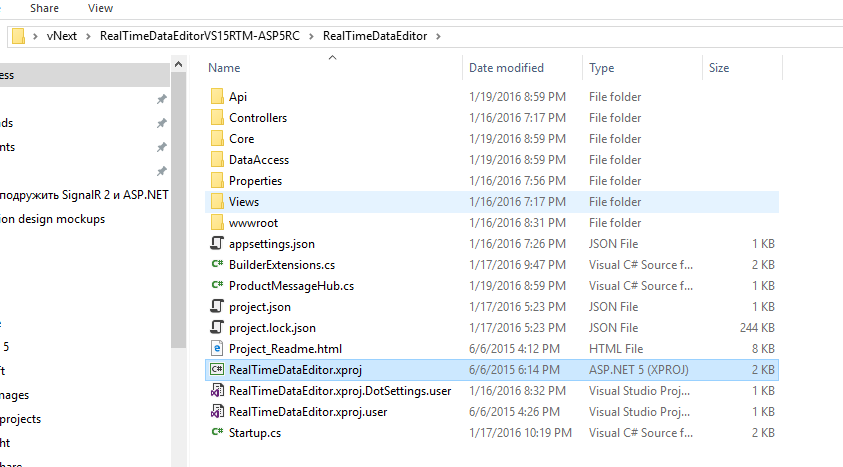 Share View
vNext > RealTimeDataEditorVS15RTM-ASP5RC > RealTimeDataEditor >
ess
ds
nts
подружить SignalR 2 и ASP.NET
ion design mockups
5
ft
nages
projects
ht
hare
Name Date modified Type Size
Api 1/19/2016 8:59 PM File folder
Controllers 1/16/2016 7:17 PM File folder
Core 1/19/2016 8:59 PM File folder
DataAccess 1/19/2016 8:59 PM File folder
Properties 1/16/2016 7:56 PM File folder
Views 1/16/2016 7:17 PM File folder
wwwroot 1/16/2016 8:31 PM File folder
appsettings.json 1/16/2016 7:26 PM JSON File 1 KB
BuilderExtensions.cs 1/17/2016 9:47 PM Visual C# Source f... 2 KB
ProductMessageHub.cs 1/19/2016 8:59 PM Visual C# Source f... 1 KB
project.json 1/17/2016 5:23 PM JSON File 1 KB
project.lock.json 1/17/2016 5:23 PM JSON File 244 KB
Project_Readme.html 6/6/2015 4:12 PM HTML File 8 KB
RealTimeDataEditor.xproj 6/6/2015 6:14 PM ASP.NET 5 (XPROJ) 2 KB
RealTimeDataEditor.xproj.DotSettings.user 1/16/2016 8:32 PM Visual Studio Proj... 1 KB
RealTimeDataEditor.xproj.user 6/6/2015 4:26 PM Visual Studio Proj... 1 KB
Startup.cs 1/17/2016 10:19 PM Visual C# Source f... 2 KB